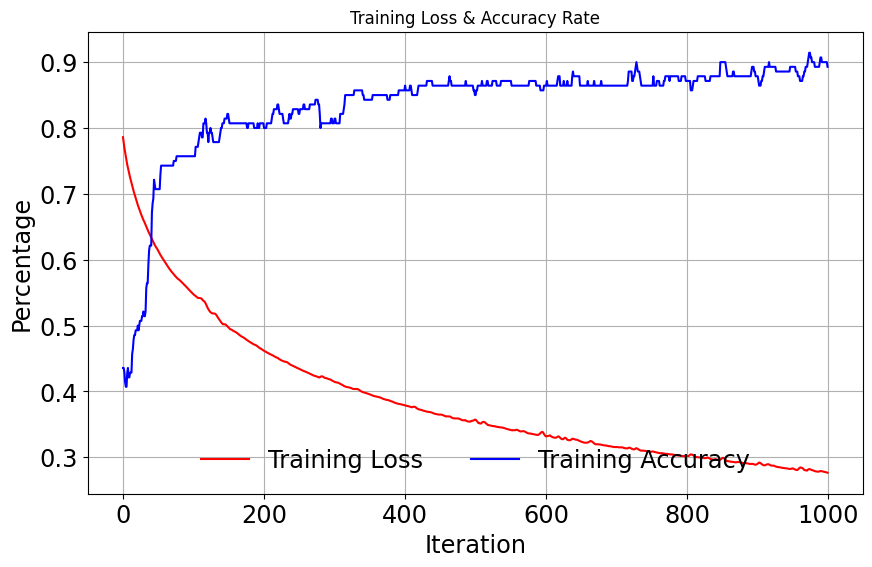 Training Loss & Accuracy Rate
0.9
0.8
0.7
0.6
0.5
0.4
0.3
Percentage
Training Loss
Training Accuracy
0 200 400 600 800 1000
Iteration